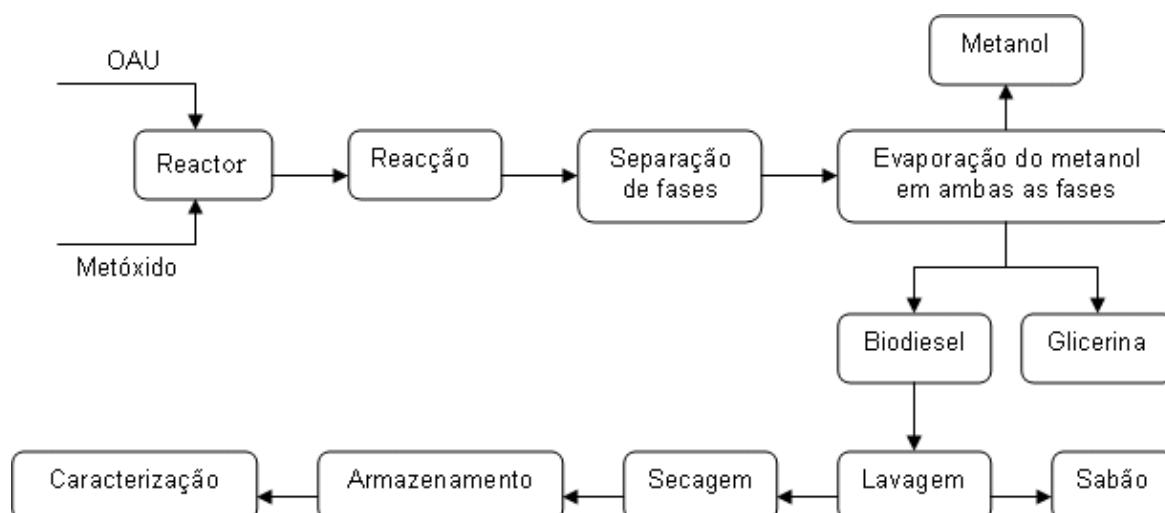 OAU
Metóxido
Reactor
Reacção
Separação
de fases
Evaporação do metanol
em ambas as fases
Metanol
Biodiesel
Glicerina
Lavagem
Sabão
Secagem
Armazenamento
Caracterização